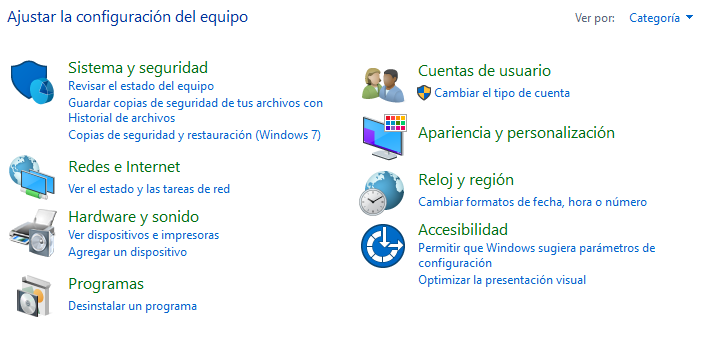 Ajustar la configuración del equipo
Ver por: Categoría
Sistema y seguridad
Revisar el estado del equipo
Guardar copias de seguridad de tus archivos con
Historial de archivos
Copias de seguridad y restauración (Windows 7)
Redes e Internet
Ver el estado y las tareas de red
Hardware y sonido
Ver dispositivos e impresoras
Agregar un dispositivo
Programas
Desinstalar un programa
Cuentas de usuario
Cambiar el tipo de cuenta
Apariencia y personalización
Reloj y región
Cambiar formatos de fecha, hora o número
Accesibilidad
Permitir que Windows sugiera parámetros de
configuración
Optimizar la presentación visual